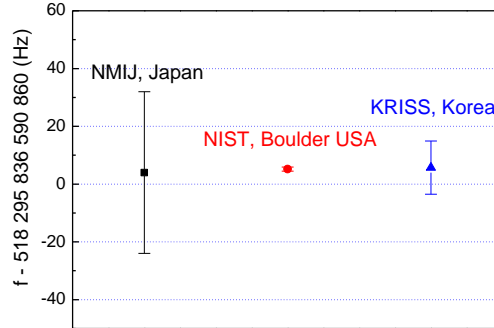 f - 518 295 836 590 860 (Hz)
60
40
20
0
-20
-40
NMIJ, Japan
NIST, Boulder USA
KRISS, Korea